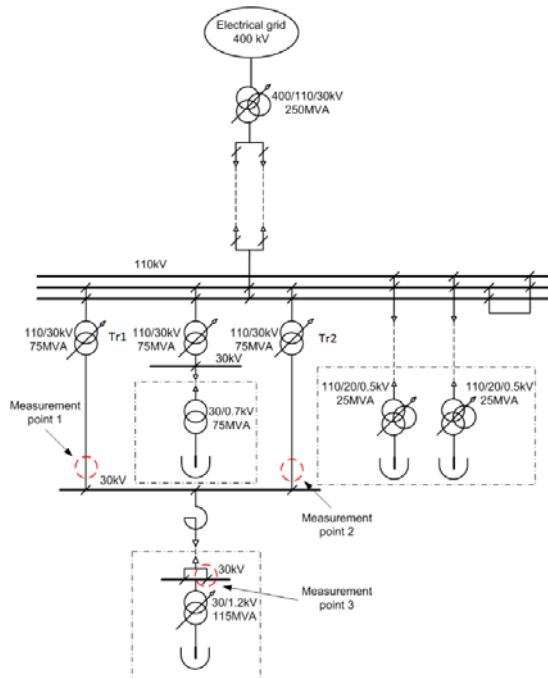 Electrical grid
400 kV
400/110/30kV
250MVA
110kV
110/30kV
75MVA
Tr1
110/30kV
75MVA
110/30kV
75MVA
Tr2
30kV
110/20/0.5kV
25MVA
110/20/0.5kV
25MVA
30/0.7kV
75MVA
Measurement
point 1
30kV
Measurement
point 2
30kV
Measurement
point 3
30/1.2kV
115MVA